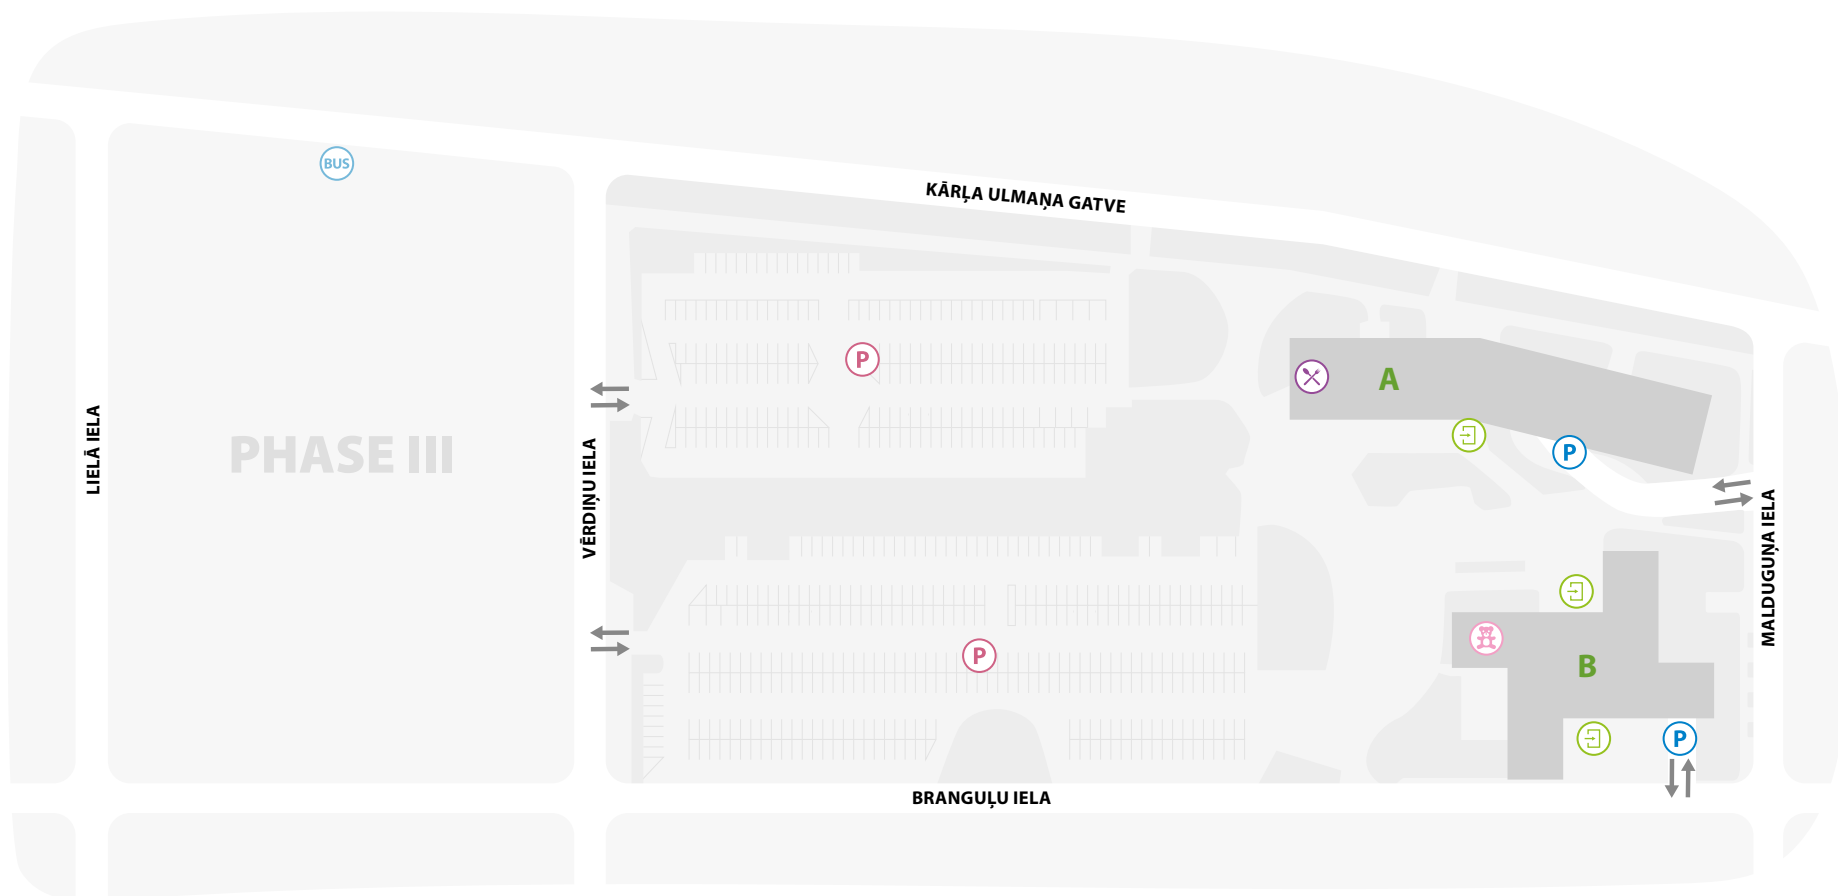 BUS
KĀRĻA ULMAŅA GATVE
P
A
LIELĀ IELA
PHASE III
VĒRDIŅU IELA
P
MALDUGUŅA IELA
P
B
P
BRANGUĻU IELA